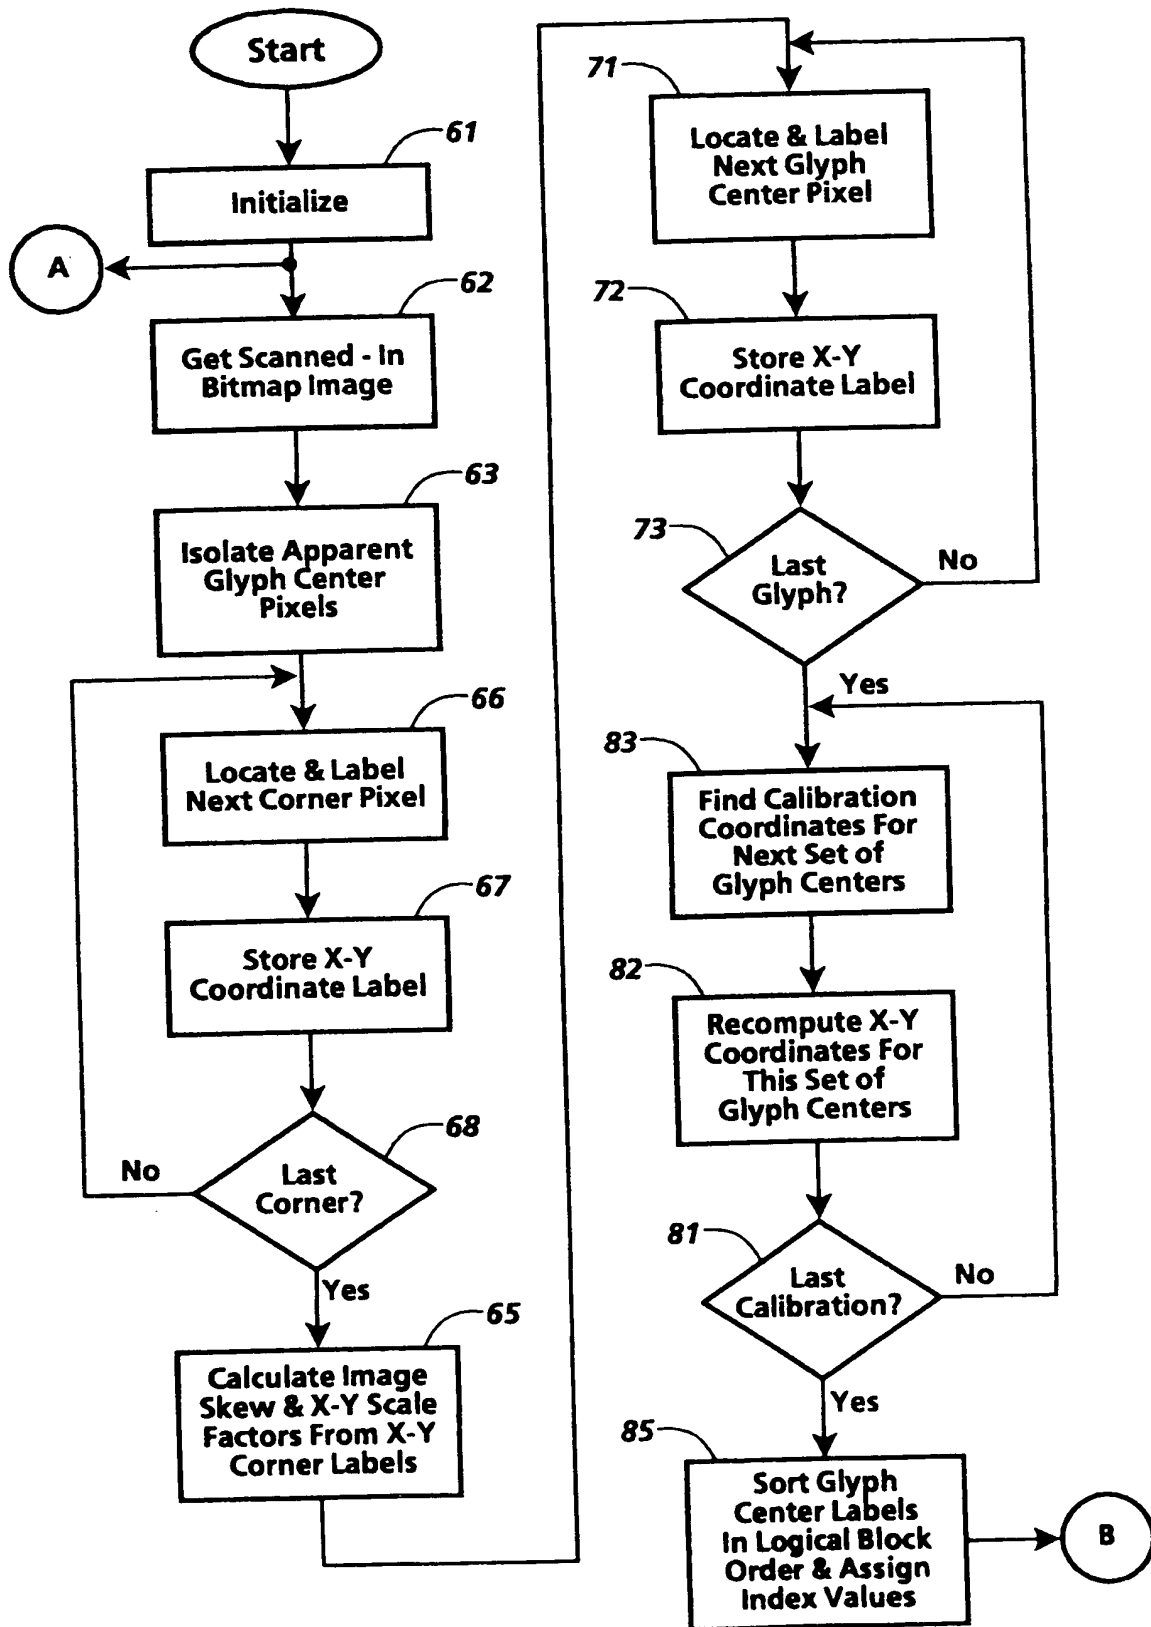 Start
61
Initialize
A
62
Get Scanned - In
Bitmap Image
63
Isolate Apparent
Glyph Center
Pixels
66
Locate & Label
Next Corner Pixel
67
Store X-Y
Coordinate Label
68
Last
Corner?
No
Yes
65
Calculate Image
Skew & X-Y Scale
Factors From X-Y
Corner Labels
71
Locate & Label
Next Glyph
Center Pixel
72
Store X-Y
Coordinate Label
73
Last
Glyph?
No
Yes
83
Find Calibration
Coordinates For
Next Set of
Glyph Centers
82
Recompute X-Y
Coordinates For
This Set of
Glyph Centers
81
Last
Calibration?
No
Yes
85
Sort Glyph
Center Labels
In Logical Block
Order & Assign
Index Values
B